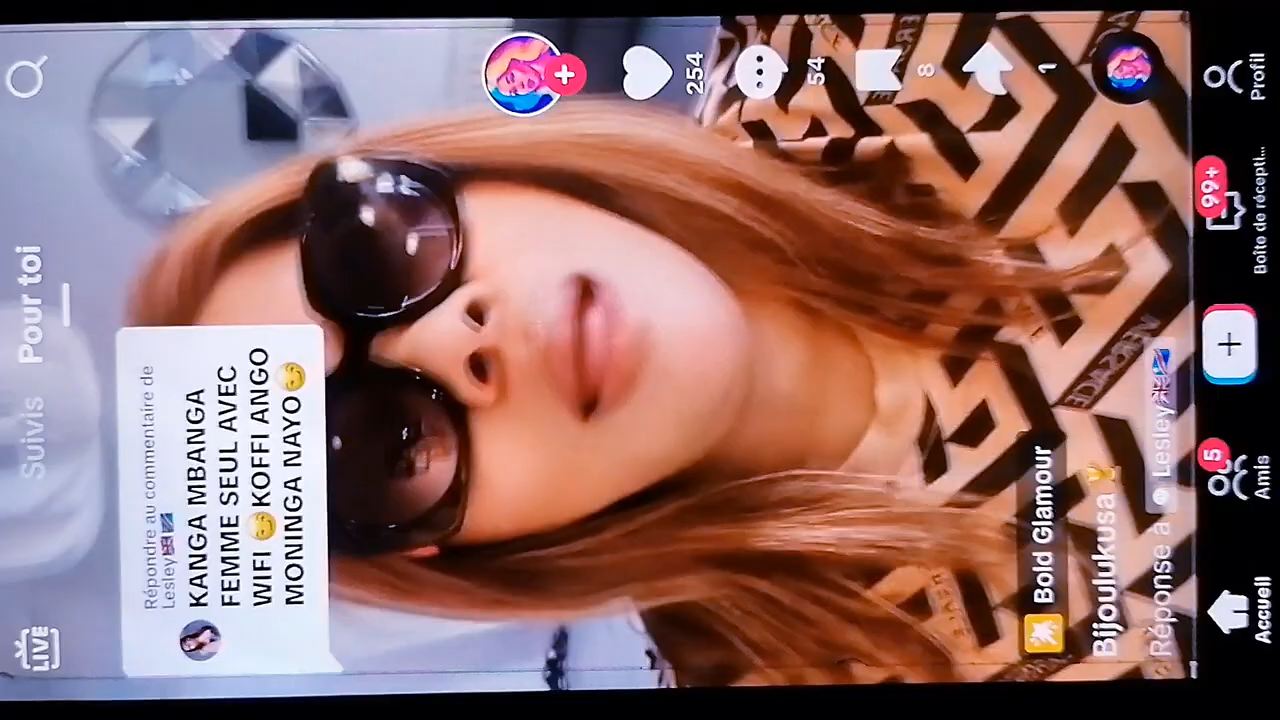 LIVE
Suivis Pour toi
Répondre au commentaire de
Lesley🇬🇧🇨🇩
KANGA MBANGA
FEMME SEUL AVEC
WIFI 😏KOFFI ANGO
MONINGA NAYO 😏
254
54
8
1
Bold Glamour
Bijoulukusa
Réponse à Lesley🇬🇧🇨🇩
Accueil
5
Amis
99+
Boîte de récepti...
Profil